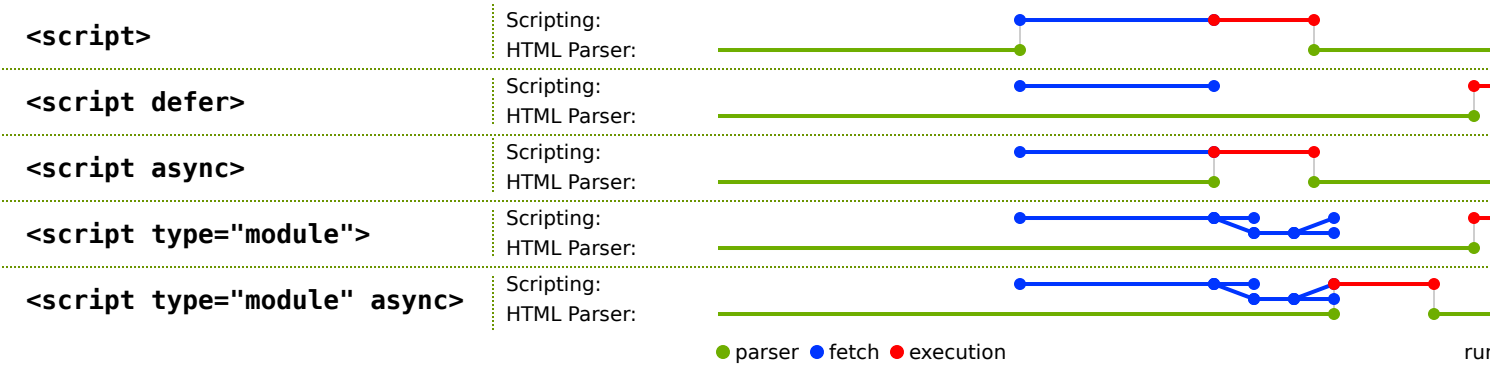 <script>
Scripting:
HTML Parser:
<script defer>
Scripting:
HTML Parser:
<script async>
Scripting:
HTML Parser:
<script type="module">
Scripting:
HTML Parser:
<script type="module" async>
Scripting:
HTML Parser:
parser fetch execution